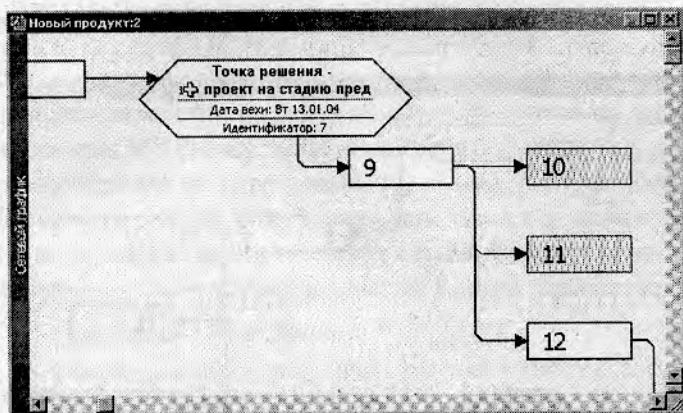 Новый продукт:2
Точка решения -
проект на стадию пред
Дата вехи: Вт 13.01.04
Идентификатор: 7
9
10
11
12
Сетевой график